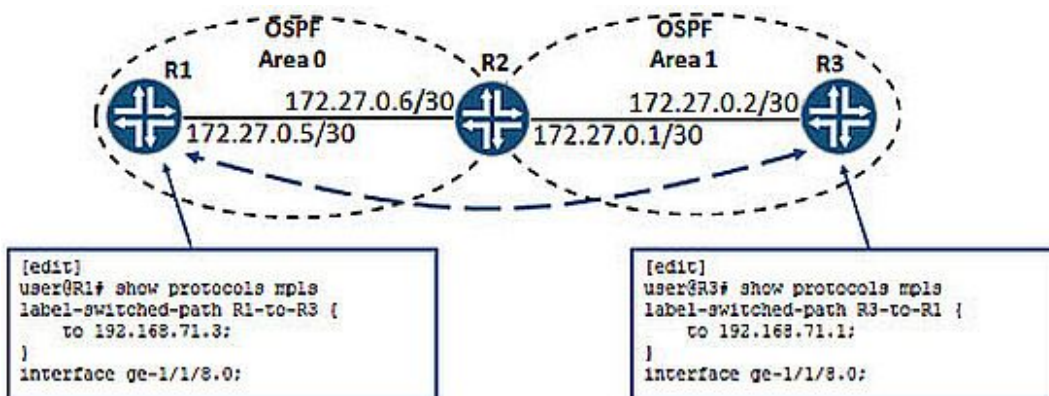 OSPF
Area 0
OSPF
Area 1
R1
R2
R3
172.27.0.6/30
172.27.0.2/30
172.27.0.5/30
172.27.0.1/30
[edit]
user@R1# show protocols mpls
label-switched-path R1-to-R3 {
to 192.168.71.3;
}
interface ge-1/1/8.0;
[edit]
user@R3# show protocols mpls
label-switched-path R3-to-R1 {
to 192.168.71.1;
}
interface ge-1/1/8.0;